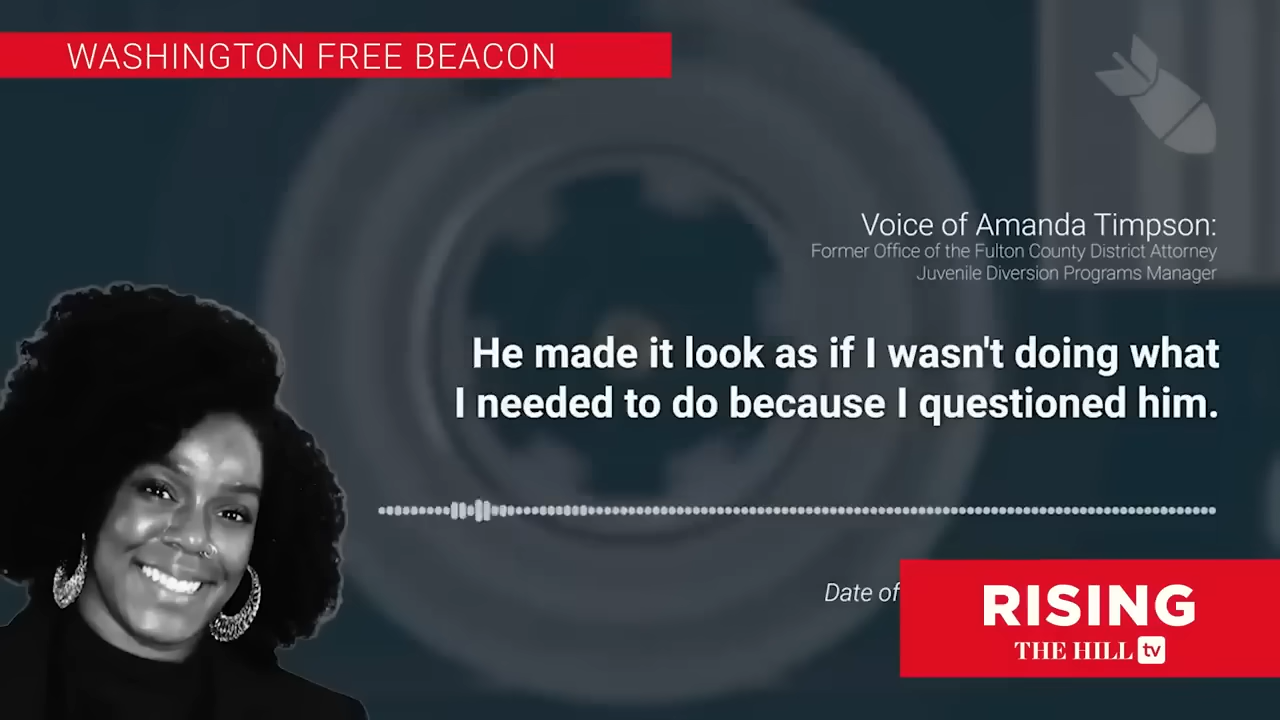 WASHINGTON FREE BEACON
Voice of Amanda Timpson:
Former Office of the Fulton County District Attorney
Juvenile Diversion Programs Manager
He made it look as if I wasn't doing what
I needed to do because I questioned him.
Date of
RISING
THE HILL tv